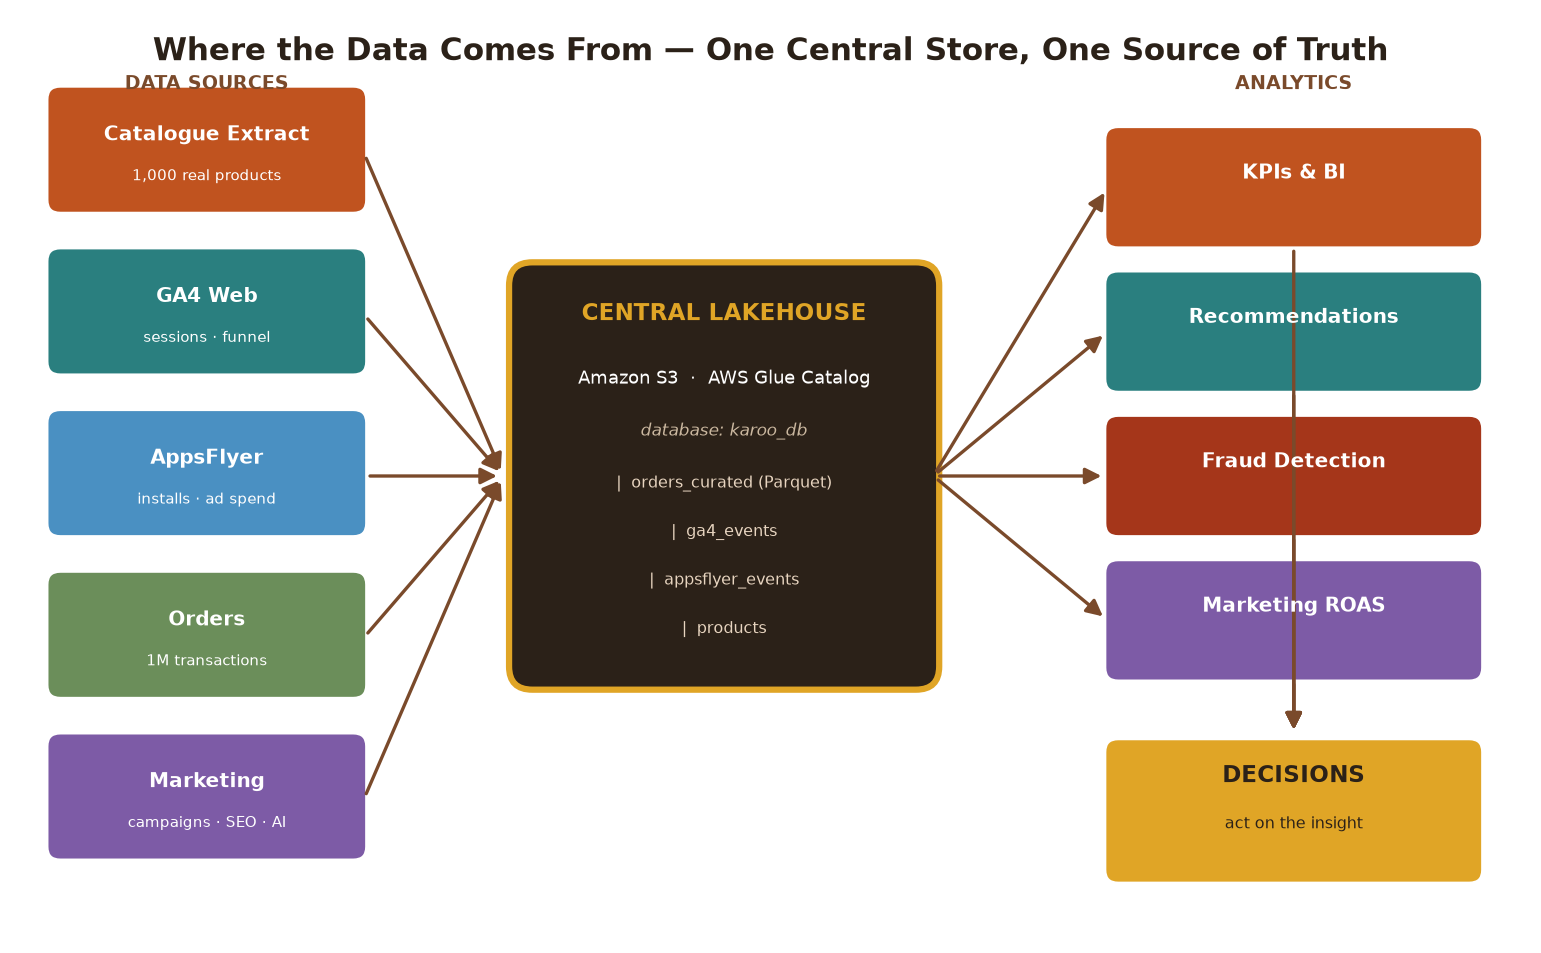 Where the Data Comes From — One Central Store, One Source of Truth
DATA SOURCES
Catalogue Extract
1,000 real products
GA4 Web
sessions · funnel
AppsFlyer
installs · ad spend
Orders
1M transactions
Marketing
campaigns · SEO · AI
CENTRAL LAKEHOUSE
Amazon S3 · AWS Glue Catalog
database: karoo_db
| orders_curated (Parquet)
| ga4_events
| appsflyer_events
| products
ANALYTICS
KPIs & BI
Recommendations
Fraud Detection
Marketing ROAS
DECISIONS
act on the insight